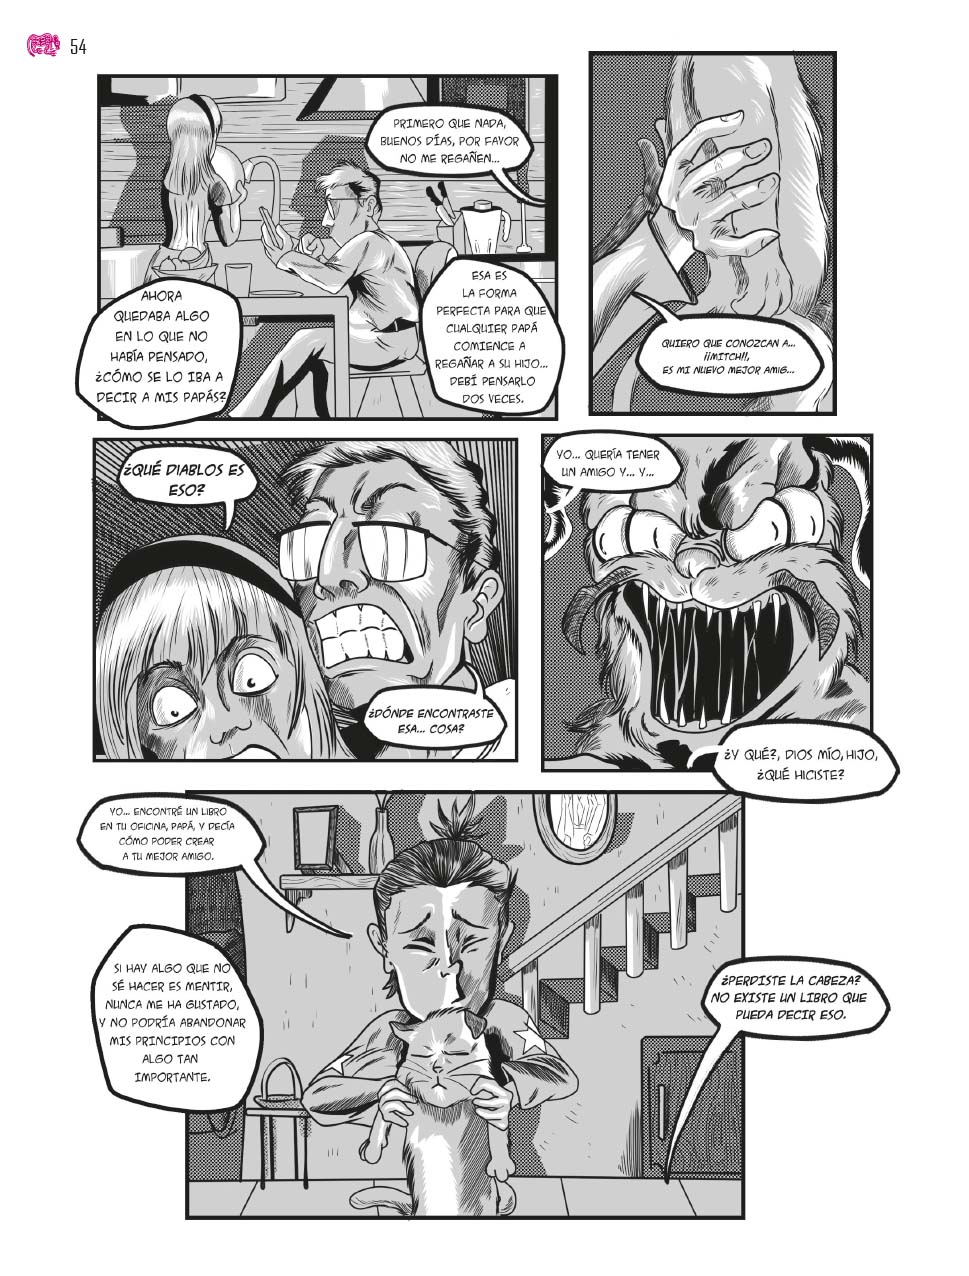 54
PRIMERO QUE NADA,
BUENOS DÍAS, POR FAVOR
NO ME REGAÑEN...
AHORA
QUEDABA ALGO
EN LO QUE NO
HABÍA PENSADO,
¿CÓMO SE LO IBA A
DECIR A MIS PAPÁS?
ESA ES
LA FORMA
PERFECTA PARA QUE
CUALQUIER PAPÁ
COMIENCE A
REGAÑAR A SU HIJO...
DEBÍ PENSARLO
DOS VECES.
QUIERO QUE CONOZCAN A...
¡¡MITCH!!,
ES MI NUEVO MEJOR AMIG...
¿QUÉ DIABLOS ES
ESO?
¿DÓNDE ENCONTRASTE
ESA... COSA?
YO... QUERÍA TENER
UN AMIGO Y... Y...
¿Y QUÉ?, DIOS MÍO, HIJO,
¿QUÉ HICISTE?
YO... ENCONTRÉ UN LIBRO
EN TU OFICINA, PAPÁ, Y DECÍA
CÓMO PODER CREAR
A TU MEJOR AMIGO.
SI HAY ALGO QUE NO
SÉ HACER ES MENTIR,
NUNCA ME HA GUSTADO,
Y NO PODRÍA ABANDONAR
MIS PRINCIPIOS CON
ALGO TAN
IMPORTANTE.
¿PERDISTE LA CABEZA?
NO EXISTE UN LIBRO QUE
PUEDA DECIR ESO.